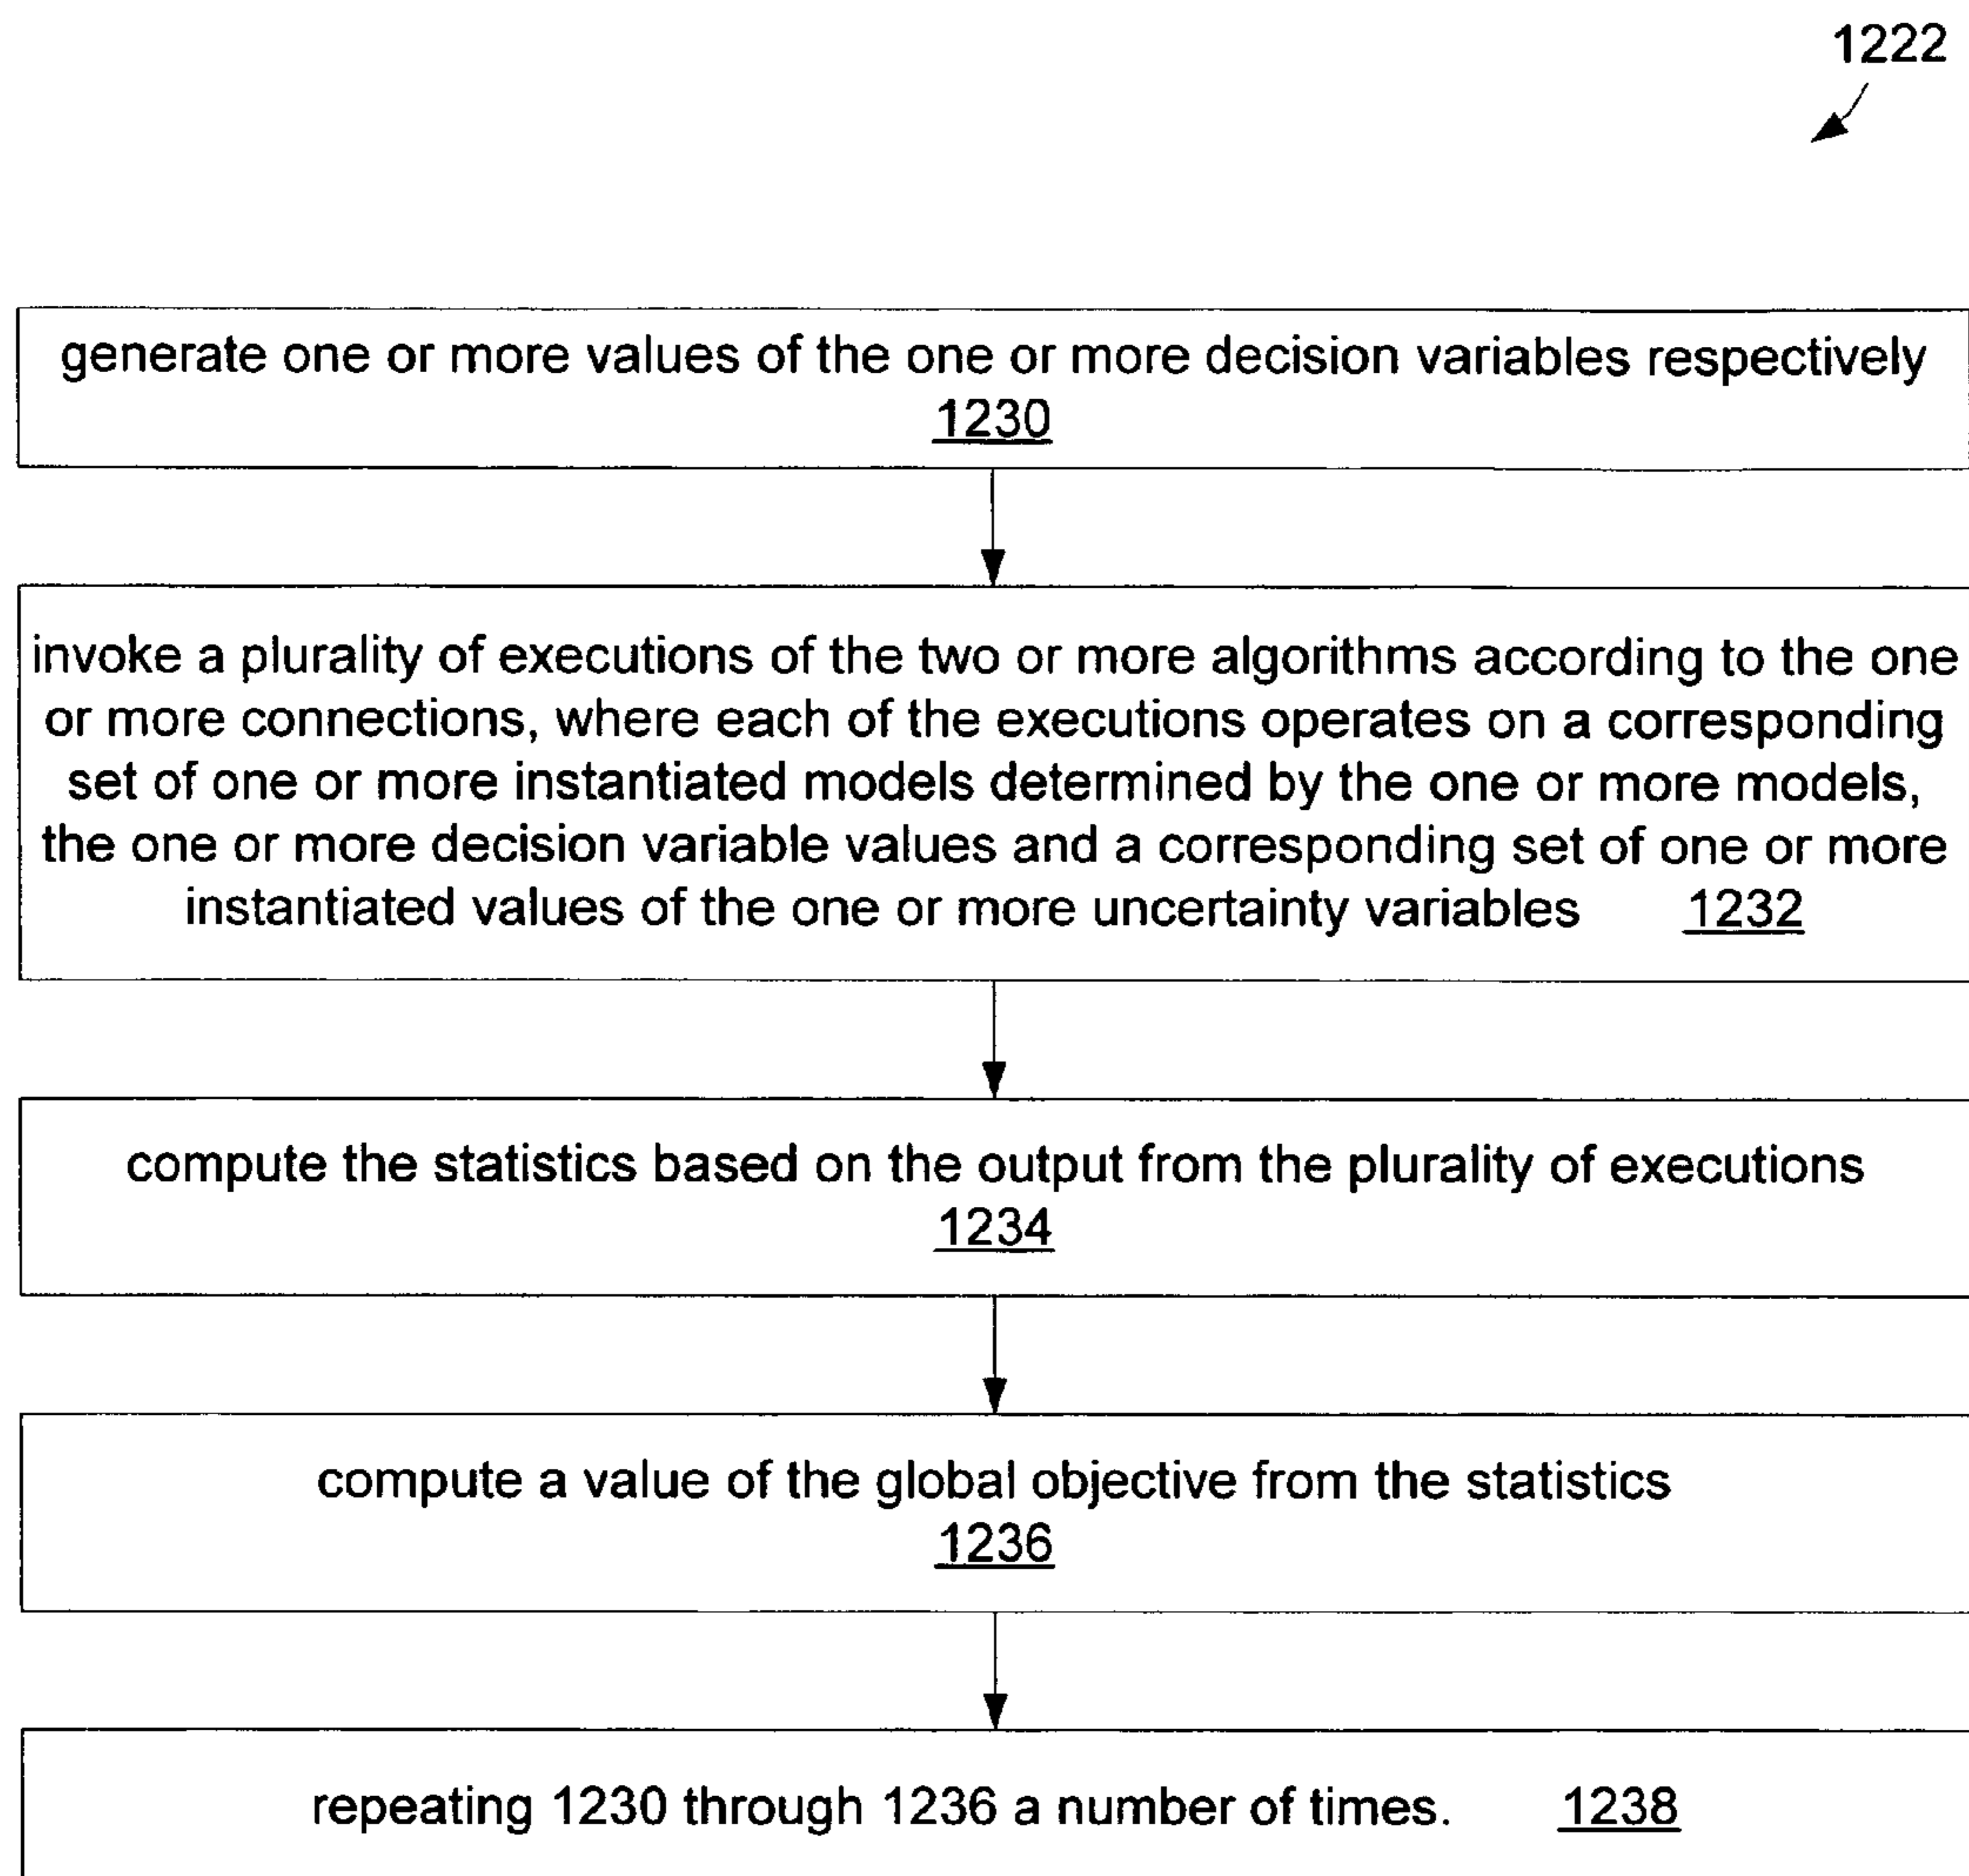 1222
generate one or more values of the one or more decision variables respectively
1230
invoke a plurality of executions of the two or more algorithms according to the one
or more connections, where each of the executions operates on a corresponding
set of one or more instantiated models determined by the one or more models,
the one or more decision variable values and a corresponding set of one or more
instantiated values of the one or more uncertainty variables 1232
compute the statistics based on the output from the plurality of executions
1234
compute a value of the global objective from the statistics
1236
repeating 1230 through 1236 a number of times. 1238